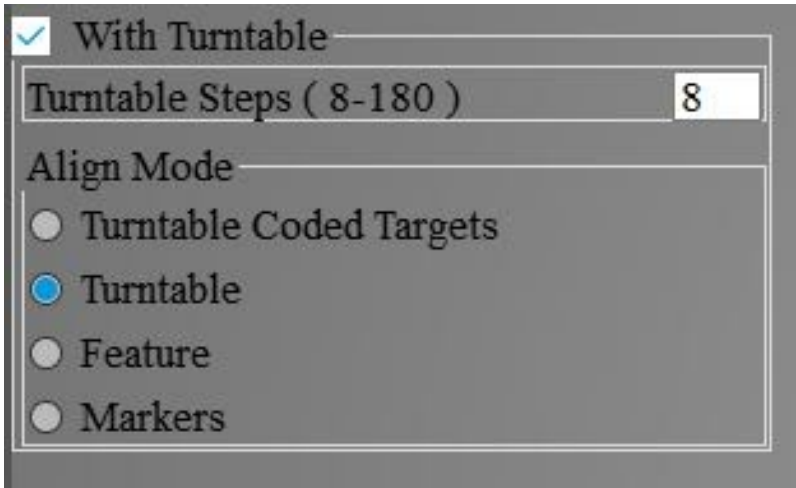 With Turntable
Turntable Steps ( 8-180 ) 8
Align Mode
Turntable Coded Targets
Turntable
Feature
Markers